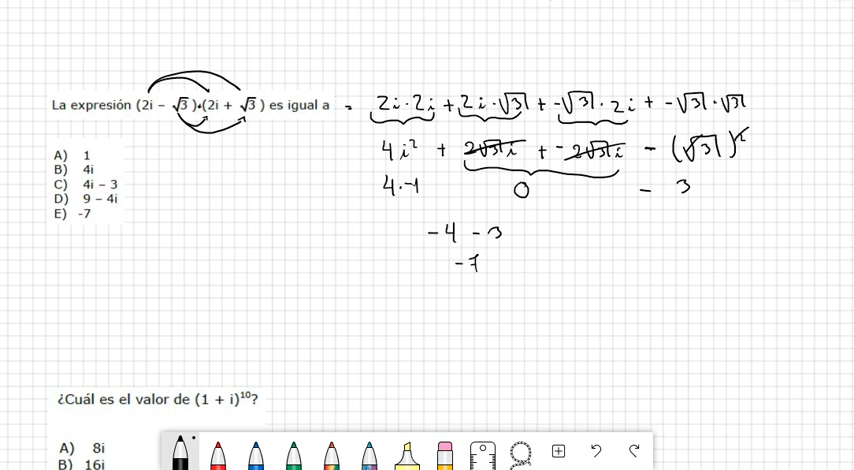 La expresión (2i − √3)•(2i + √3) es igual a = 2i·2i + 2i·√3 + -√3·2i + -√3·√3
4i² + 2√3i + -2√3i - (√3)²
4·-1 0 - 3
-4 - 3
-7
A) 1
B) 4i
C) 4i − 3
D) 9 − 4i
E) -7
¿Cuál es el valor de (1 + i)¹⁰?
A) 8i
B) 16i